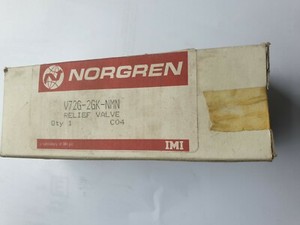 NORGREN
V72G-2GK-NMN
RELIEF VALVE
Qty 1 C04
IMI